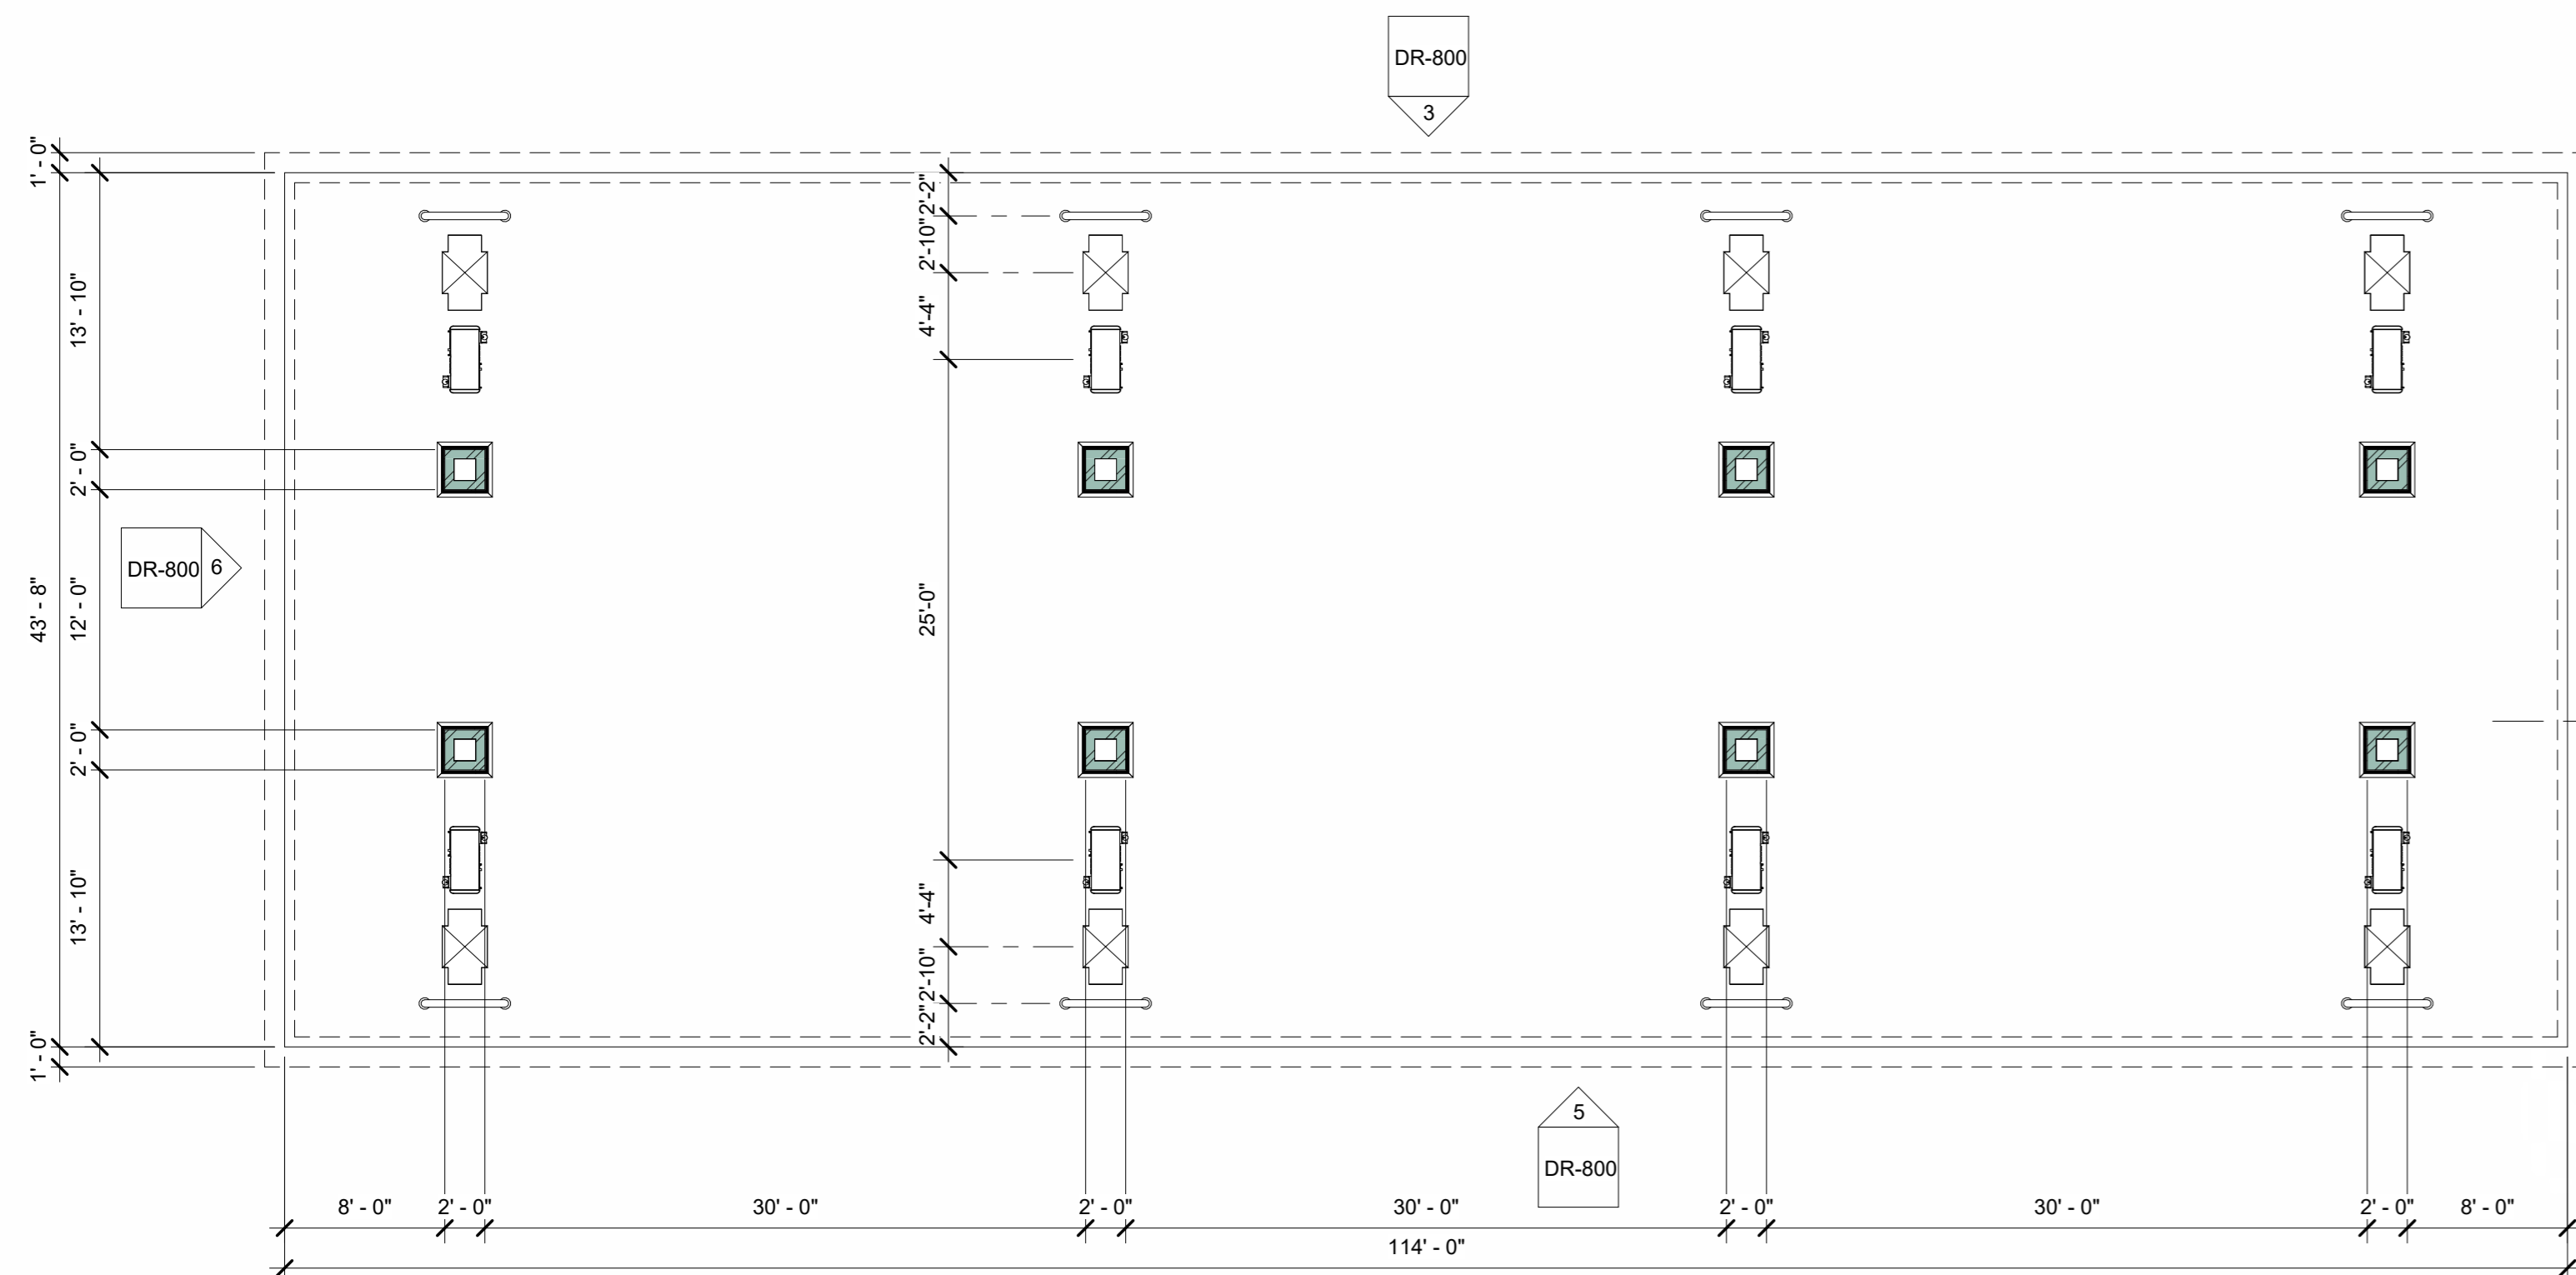 DR-800
3
1' - 0"
13' - 10"
2' - 0"
43' - 8"
12' - 0"
2' - 0"
13' - 10"
1' - 0"
DR-800 6
2'-2"
2'-10"
4'-4"
25'-0"
4'-4"
2'-10"
2'-2"
5
DR-800
8' - 0" 2' - 0" 30' - 0" 2' - 0" 30' - 0" 2' - 0" 30' - 0" 2' - 0" 8' - 0"
114' - 0"